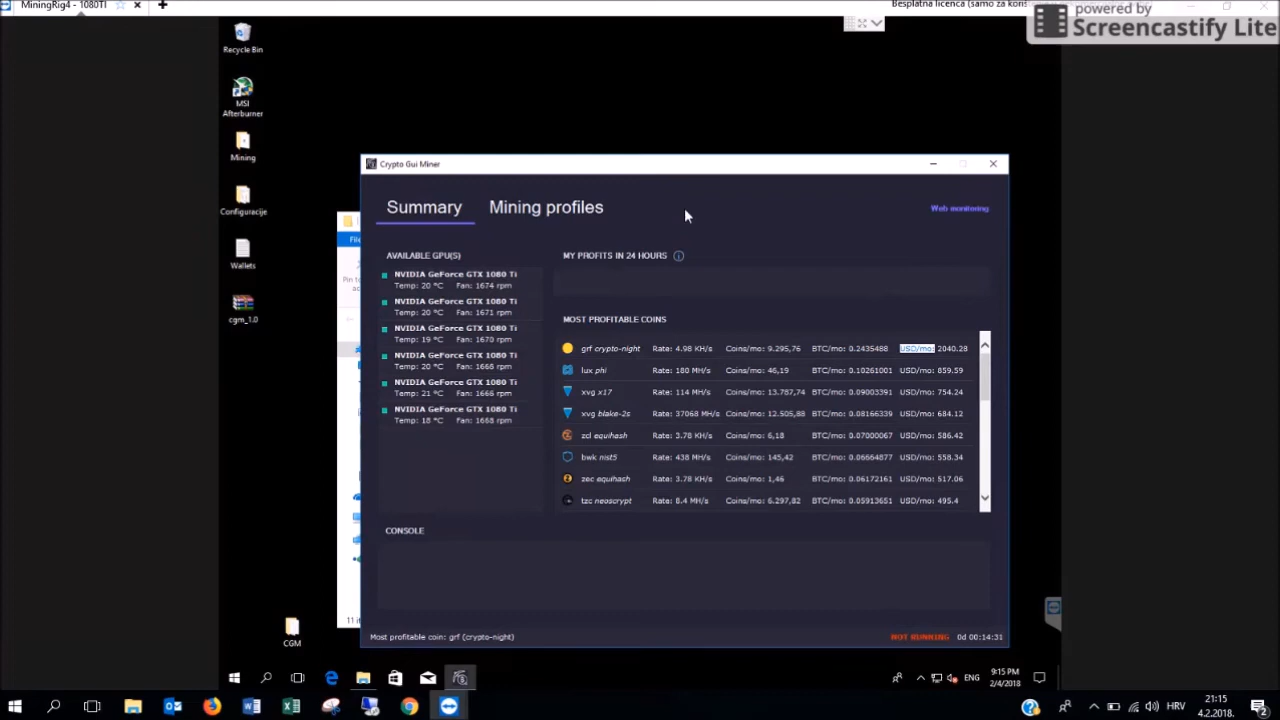 MiningRig4 - 1080TI
Besplatna licenca (samo za
powered by
Screencastify Lite
Recycle Bin
MSI
Afterburner
Mining
Configuracije
Wallets
cgm_1.0
CGM
Crypto Gui Miner
Summary
Mining profiles
Web monitoring
AVAILABLE GPU(S)
NVIDIA GeForce GTX 1080 Ti
Temp: 20 °C Fan: 1674 rpm
NVIDIA GeForce GTX 1080 Ti
Temp: 20 °C Fan: 1671 rpm
NVIDIA GeForce GTX 1080 Ti
Temp: 19 °C Fan: 1670 rpm
NVIDIA GeForce GTX 1080 Ti
Temp: 20 °C Fan: 1666 rpm
NVIDIA GeForce GTX 1080 Ti
Temp: 21 °C Fan: 1666 rpm
NVIDIA GeForce GTX 1080 Ti
Temp: 18 °C Fan: 1668 rpm
MY PROFITS IN 24 HOURS
MOST PROFITABLE COINS
grf crypto-night Rate: 4.98 KH/s Coins/mo: 9.295,76 BTC/mo: 0.2435488 USD/mo: 2040.28
lux phi Rate: 180 MH/s Coins/mo: 46,19 BTC/mo: 0.10261001 USD/mo: 859.59
xvg x17 Rate: 114 MH/s Coins/mo: 13.787,74 BTC/mo: 0.09003391 USD/mo: 754.24
xvg blake-2s Rate: 37068 MH/s Coins/mo: 12.505,88 BTC/mo: 0.08166339 USD/mo: 684.12
zcl equihash Rate: 3.78 KH/s Coins/mo: 6,18 BTC/mo: 0.07000067 USD/mo: 586.42
bwk nist5 Rate: 438 MH/s Coins/mo: 145,42 BTC/mo: 0.06664877 USD/mo: 558.34
zec equihash Rate: 3.78 KH/s Coins/mo: 1,46 BTC/mo: 0.06172161 USD/mo: 517.06
tzc neoscrypt Rate: 8.4 MH/s Coins/mo: 6.297,82 BTC/mo: 0.05913651 USD/mo: 495.4
CONSOLE
Most profitable coin: grf (crypto-night)
NOT RUNNING 0d 00:14:31
ENG
9:15 PM
2/4/2018
HRV
21:15
4.2.2018.
2